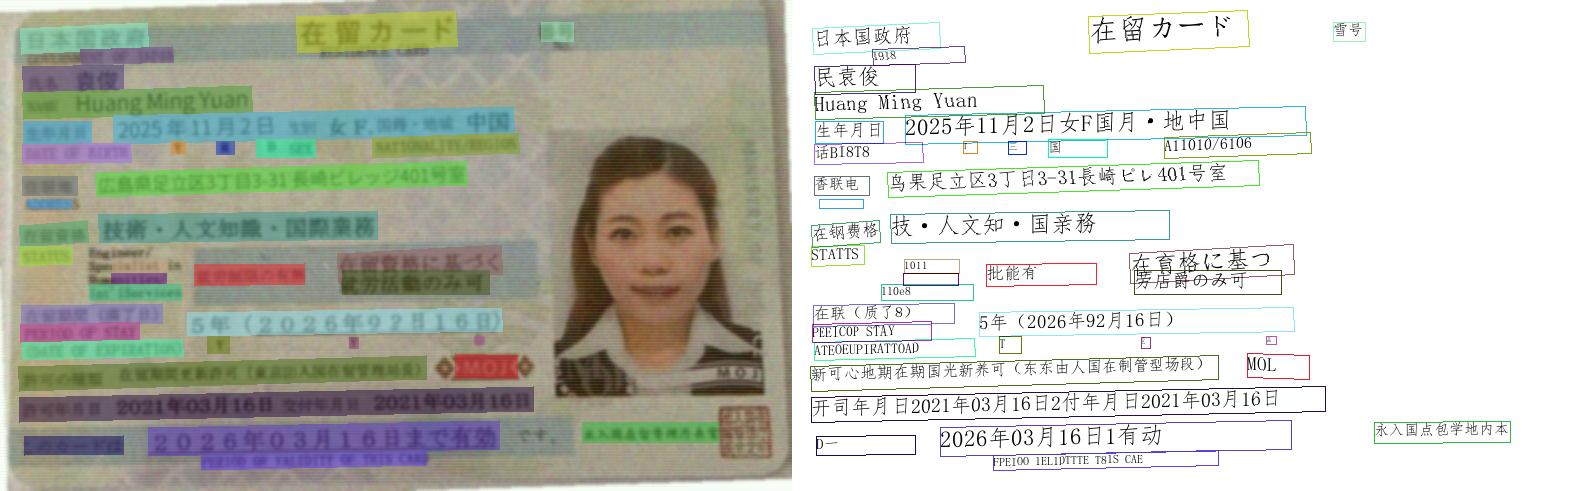 日本国政府
在留カード
番号
GOVERNMENT OF JAPAN
氏名 袁俊
NAME Huang Ming Yuan
生年月日 2025年11月2日 性別 女 F. 国籍・地域 中国
DATE OF BIRTH Y M D SEX NATIONALITY/REGION
住居地 広島県足立区3丁目3-31 長崎ビレッジ401号室
ADDRESS
在留資格 技術・人文知識・国際業務
STATUS Engineer/
Specialist in
Humanities
Int'lServices
就労制限の有無
在留資格に基づく
就労活動のみ可
在留期間(満了日) 5年(2026年92月16日)
PERIOD OF STAY
(DATE OF EXPIRATION) Y
許可の種類 在留期間更新許可(東京出入国在留管理局長)
MOJ
MOJ
許可年月日 2021年03月16日 交付年月日 2021年03月16日
このカードは 2026年03月16日まで有効 です。
PERIOD OF VALIDITY OF THIS CARD
日本国政府
在留カード
雪号
1918
民袁俊
Huang Ming Yuan
生年月日 2025年11月2日女F国月・地中国
话BI8T8 三 国 A11010/6106
香联电 鸟果足立区3丁日3-31長崎ピレ401号室
在钢费格 技・人文知・国亲務
STATTS
1011
110e8
批能有
在育格に基つ
劳店爵のみ可
在联(质了8) 5年(2026年92月16日)
PEEICOP STAY
ATEOEUPIRATTOAD T
新可心地期在期国光新养可(东东由人国在制管型场段) MOL
开司年月日2021年03月16日2付年月日2021年03月16日
D一 2026年03月16日1有动 永入国点包学地内本
FPEIOO 1EL1DTTTE T81S CAE